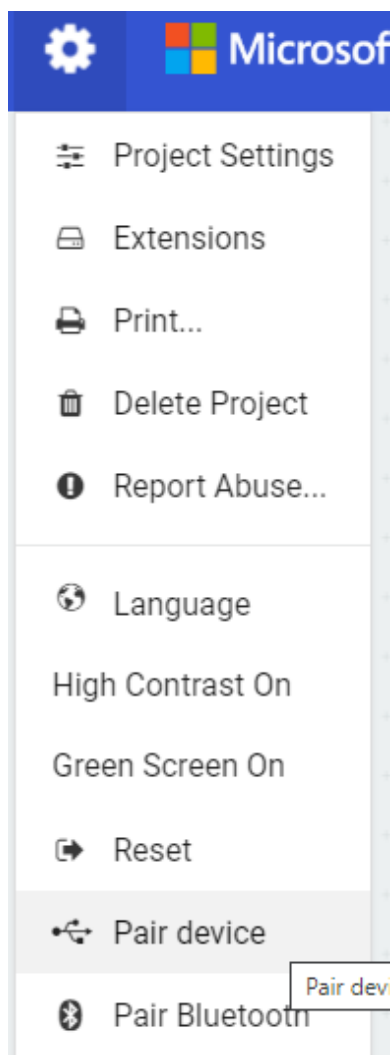 Microsof
Project Settings
Extensions
Print...
Delete Project
Report Abuse...
Language
High Contrast On
Green Screen On
Reset
Pair device
Pair devi
Pair Bluetooth